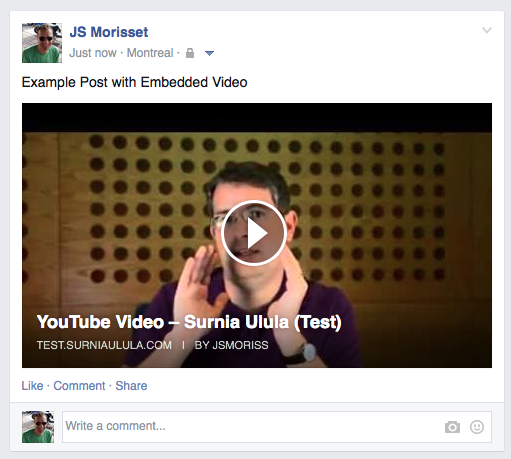 JS Morisset
Just now · Montreal ·
Example Post with Embedded Video
YouTube Video – Surnia Ulula (Test)
TEST.SURNIAULULA.COM | BY JSMORISS
Like · Comment · Share
Write a comment...